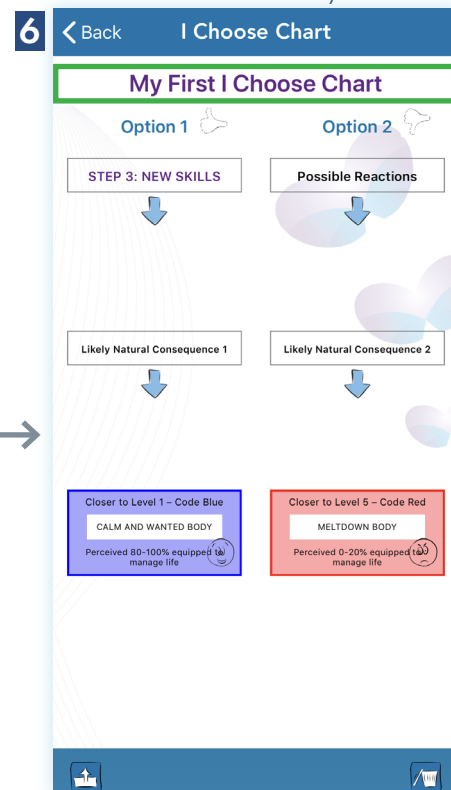 6
Back I Choose Chart
My First I Choose Chart
Option 1 Option 2
STEP 3: NEW SKILLS Possible Reactions
Likely Natural Consequence 1 Likely Natural Consequence 2
Closer to Level 1 – Code Blue
CALM AND WANTED BODY
Perceived 80-100% equipped to
manage life
Closer to Level 5 – Code Red
MELTDOWN BODY
Perceived 0-20% equipped to
manage life